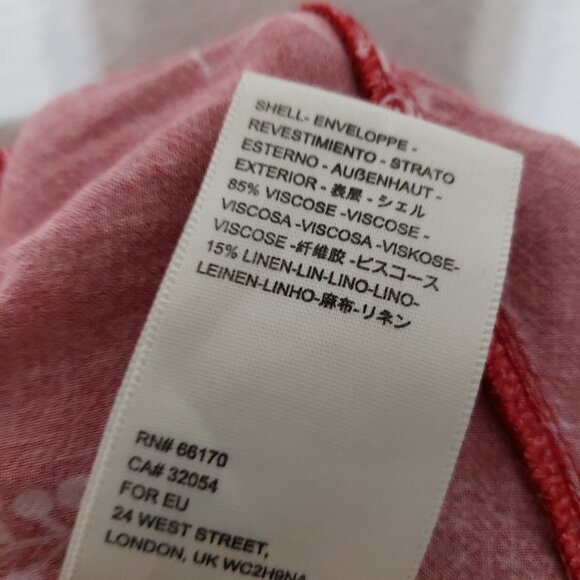 SHELL- ENVELOPPE -
REVESTIMIENTO - STRATO
ESTERNO - AUßENHAUT -
EXTERIOR - 表层 - シェル
85% VISCOSE -VISCOSE -
VISCOSA -VISCOSA -VISKOSE-
VISCOSE -纤维胶 -ビスコース
15% LINEN-LIN-LINO-LINO-
LEINEN-LINHO-麻布-リネン
RN# 66170
CA# 32054
FOR EU
24 WEST STREET,
LONDON, UK WC2H9NA